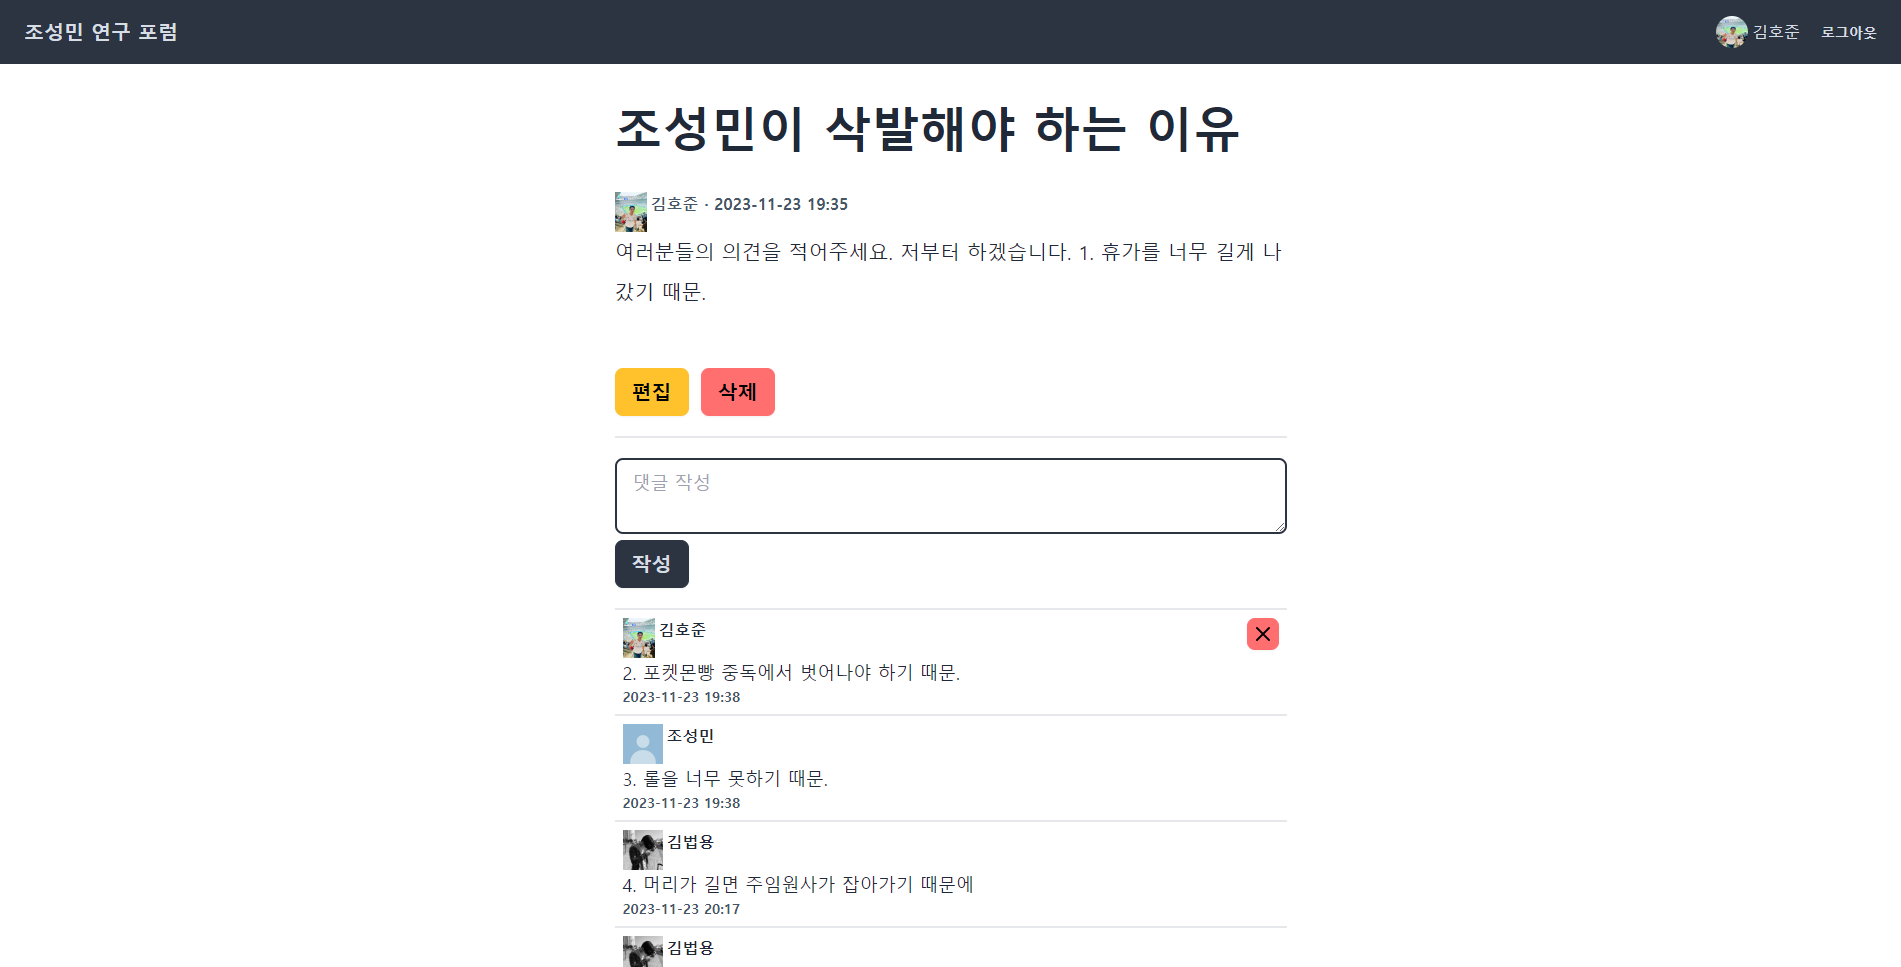 조성민 연구 포럼
김호준 로그아웃
조성민이 삭발해야 하는 이유
김호준 · 2023-11-23 19:35
여러분들의 의견을 적어주세요. 저부터 하겠습니다. 1. 휴가를 너무 길게 나
갔기 때문.
편집 삭제
댓글 작성
작성
김호준
2. 포켓몬빵 중독에서 벗어나야 하기 때문.
2023-11-23 19:38
조성민
3. 롤을 너무 못하기 때문.
2023-11-23 19:38
김법용
4. 머리가 길면 주임원사가 잡아가기 때문에
2023-11-23 20:17
김법용